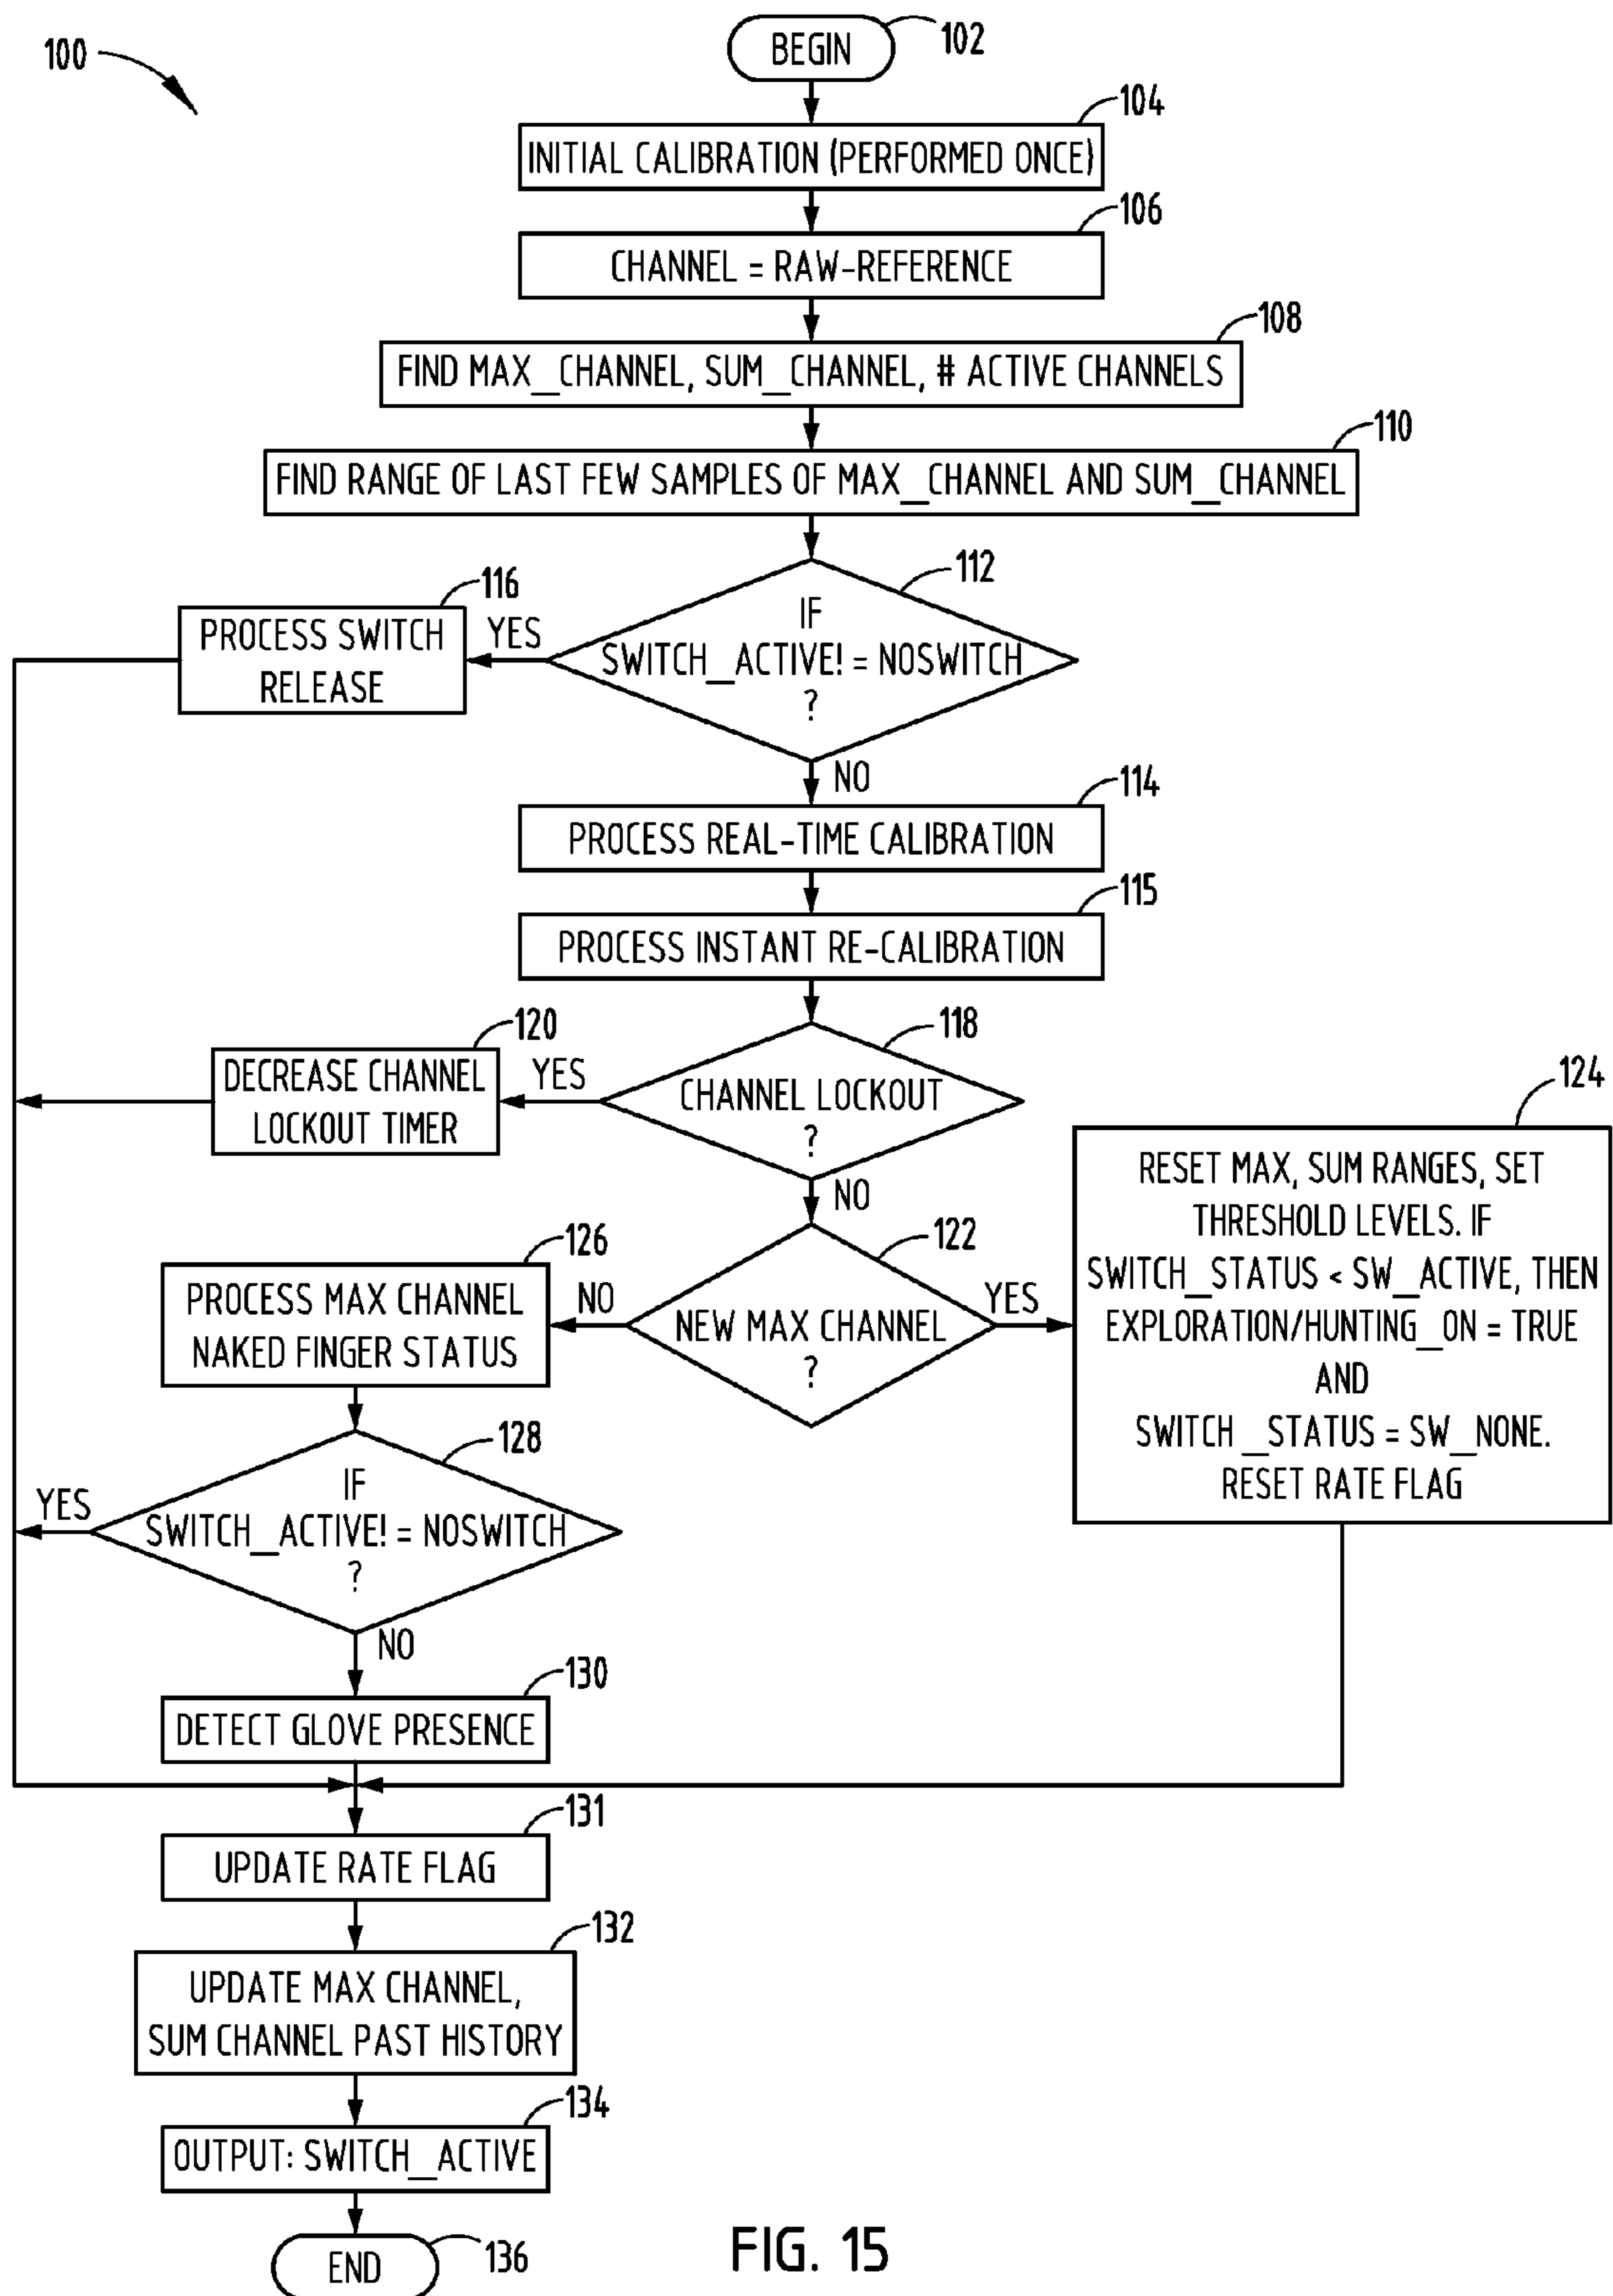 100
BEGIN
102
104
INITIAL CALIBRATION (PERFORMED ONCE)
106
CHANNEL = RAW-REFERENCE
108
FIND MAX_CHANNEL, SUM_CHANNEL, # ACTIVE CHANNELS
110
FIND RANGE OF LAST FEW SAMPLES OF MAX_CHANNEL AND SUM_CHANNEL
112
IF
SWITCH_ACTIVE! = NOSWITCH
?
YES
116
PROCESS SWITCH
RELEASE
NO
114
PROCESS REAL-TIME CALIBRATION
115
PROCESS INSTANT RE-CALIBRATION
118
CHANNEL LOCKOUT
?
YES
120
DECREASE CHANNEL
LOCKOUT TIMER
NO
122
NEW MAX CHANNEL
?
YES
124
RESET MAX, SUM RANGES, SET
THRESHOLD LEVELS. IF
SWITCH_STATUS < SW_ACTIVE, THEN
EXPLORATION/HUNTING_ON = TRUE
AND
SWITCH _STATUS = SW_NONE.
RESET RATE FLAG
NO
126
PROCESS MAX CHANNEL
NAKED FINGER STATUS
128
IF
SWITCH_ACTIVE! = NOSWITCH
?
YES
NO
130
DETECT GLOVE PRESENCE
131
UPDATE RATE FLAG
132
UPDATE MAX CHANNEL,
SUM CHANNEL PAST HISTORY
134
OUTPUT: SWITCH_ACTIVE
END
136
FIG. 15